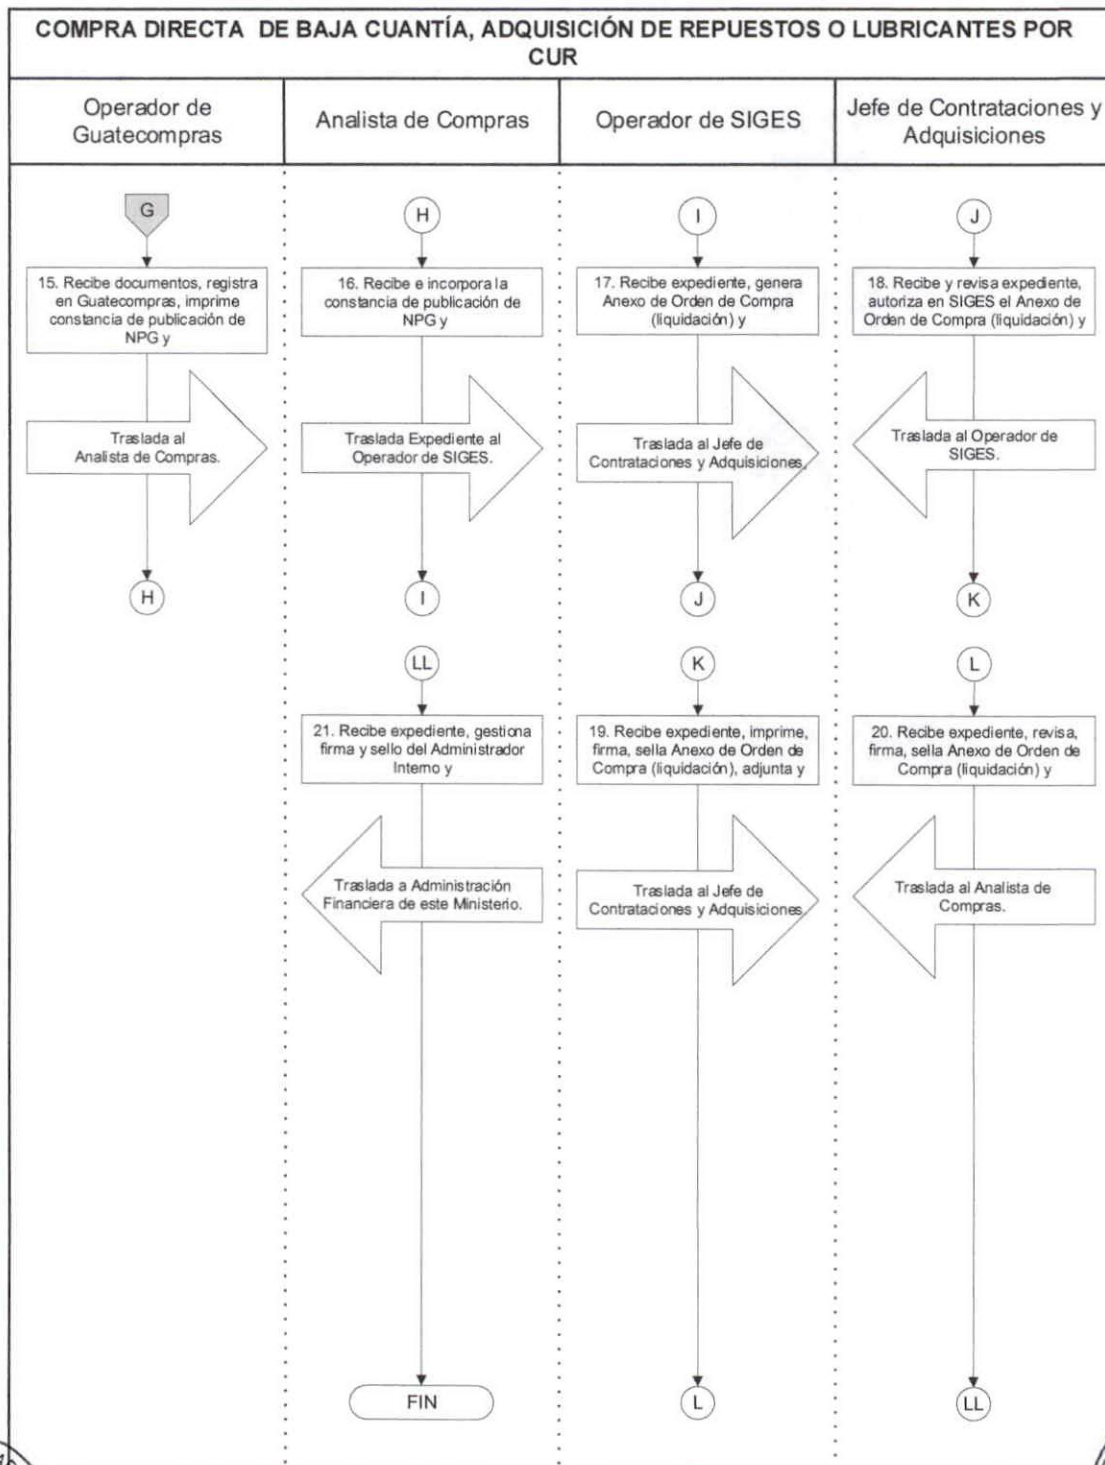 COMPRA DIRECTA DE BAJA CUANTÍA, ADQUISICIÓN DE REPUESTOS O LUBRICANTES POR
CUR
Operador de
Guatecompras
Analista de Compras
Operador de SIGES
Jefe de Contrataciones y
Adquisiciones
G
H
I
J
15. Recibe documentos, registra
en Guatecompras, imprime
constancia de publicación de
NPG y
16. Recibe e incorpora la
constancia de publicación de
NPG y
17. Recibe expediente, genera
Anexo de Orden de Compra
(liquidación) y
18. Recibe y revisa expediente,
autoriza en SIGES el Anexo de
Orden de Compra (liquidación) y
Traslada al
Analista de Compras.
Traslada Expediente al
Operador de SIGES.
Traslada al Jefe de
Contrataciones y Adquisiciones.
Traslada al Operador de
SIGES.
H
I
J
K
LL
K
L
21. Recibe expediente, gestiona
firma y sello del Administrador
Interno y
19. Recibe expediente, imprime,
firma, sella Anexo de Orden de
Compra (liquidación), adjunta y
20. Recibe expediente, revisa,
firma, sella Anexo de Orden de
Compra (liquidación) y
Traslada a Administración
Financiera de este Ministerio.
Traslada al Jefe de
Contrataciones y Adquisiciones.
Traslada al Analista de
Compras.
FIN
L
LL